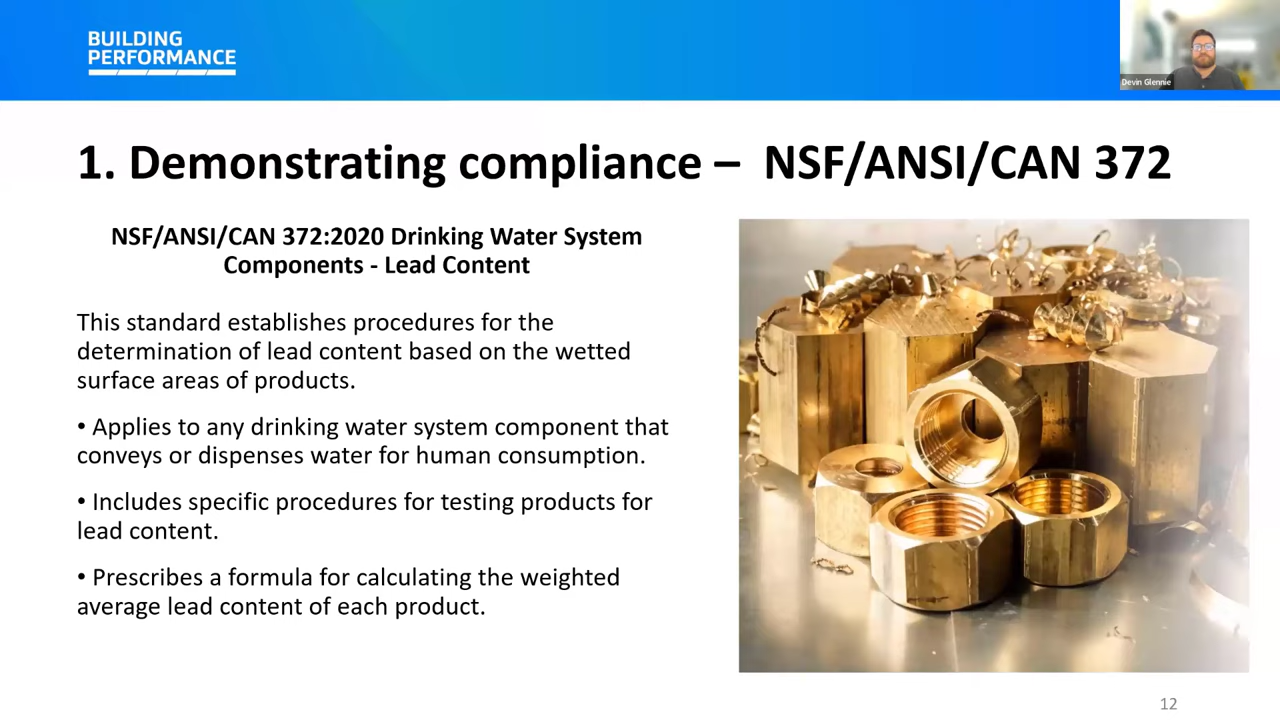 BUILDING
PERFORMANCE
Devin Glennie
1. Demonstrating compliance – NSF/ANSI/CAN 372
NSF/ANSI/CAN 372:2020 Drinking Water System
Components - Lead Content
This standard establishes procedures for the
determination of lead content based on the wetted
surface areas of products.
• Applies to any drinking water system component that
conveys or dispenses water for human consumption.
• Includes specific procedures for testing products for
lead content.
• Prescribes a formula for calculating the weighted
average lead content of each product.
12